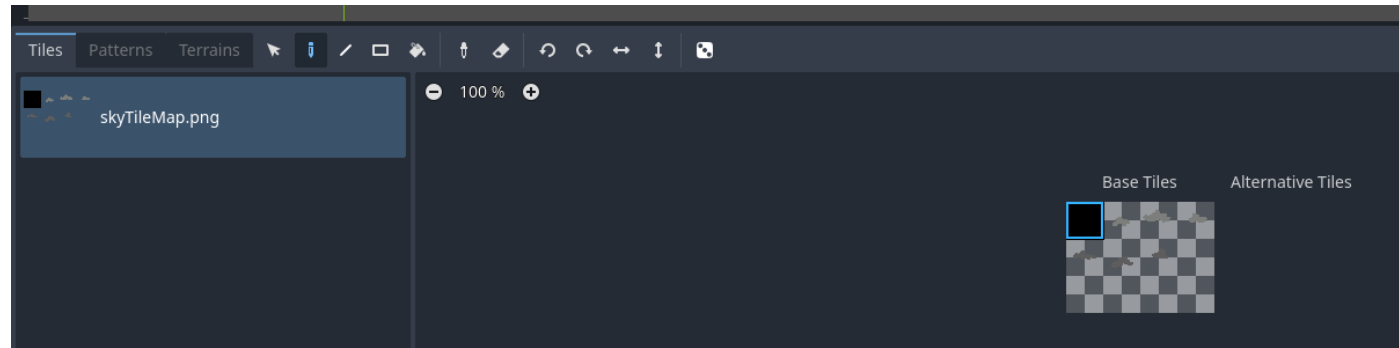 Tiles Patterns Terrains
100 %
skyTileMap.png
Base Tiles Alternative Tiles